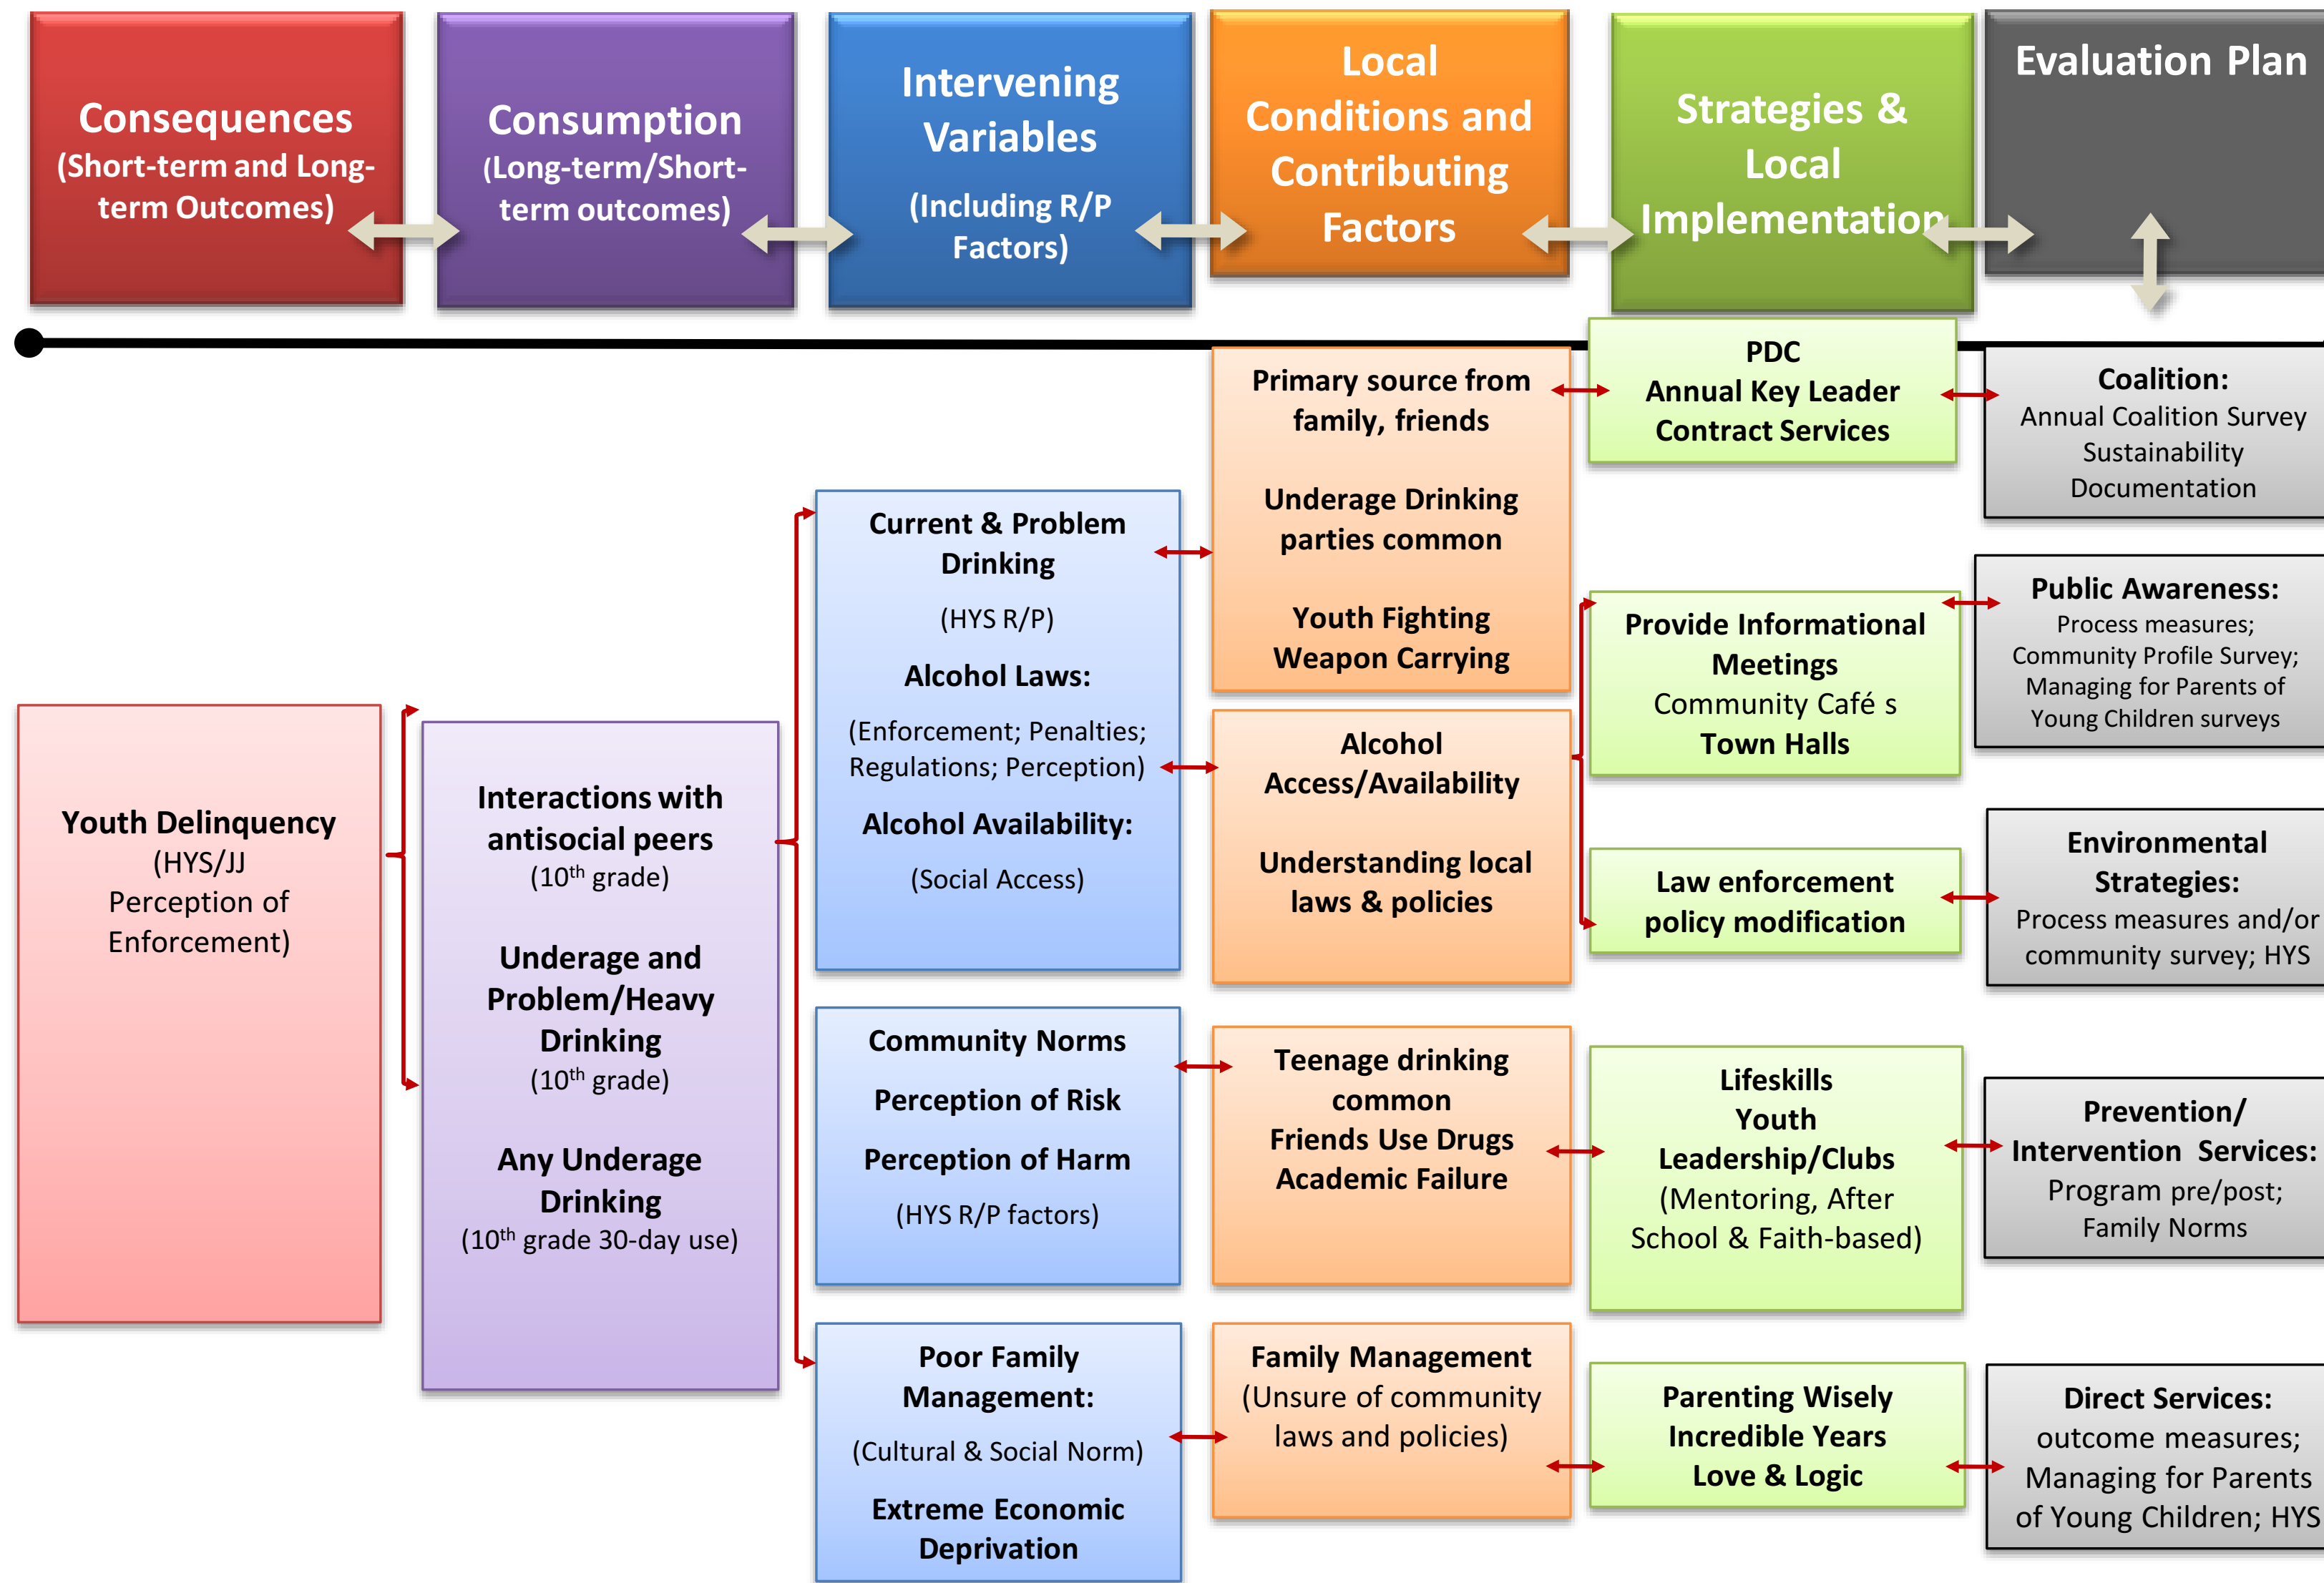 Consequences
(Short-term and Long-
term Outcomes)
Consumption
(Long-term/Short-
term outcomes)
Intervening
Variables
(Including R/P
Factors)
Local
Conditions and
Contributing
Factors
Strategies &
Local
Implementation
Evaluation Plan
Youth Delinquency
(HYS/JJ
Perception of
Enforcement)
Interactions with
antisocial peers
(10th grade)
Underage and
Problem/Heavy
Drinking
(10th grade)
Any Underage
Drinking
(10th grade 30-day use)
Current & Problem
Drinking
(HYS R/P)
Alcohol Laws:
(Enforcement; Penalties;
Regulations; Perception)
Alcohol Availability:
(Social Access)
Community Norms
Perception of Risk
Perception of Harm
(HYS R/P factors)
Poor Family
Management:
(Cultural & Social Norm)
Extreme Economic
Deprivation
Primary source from
family, friends
Underage Drinking
parties common
Youth Fighting
Weapon Carrying
Alcohol
Access/Availability
Understanding local
laws & policies
Teenage drinking
common
Friends Use Drugs
Academic Failure
Family Management
(Unsure of community
laws and policies)
PDC
Annual Key Leader
Contract Services
Provide Informational
Meetings
Community Café s
Town Halls
Law enforcement
policy modification
Lifeskills
Youth
Leadership/Clubs
(Mentoring, After
School & Faith-based)
Parenting Wisely
Incredible Years
Love & Logic
Coalition:
Annual Coalition Survey
Sustainability
Documentation
Public Awareness:
Process measures;
Community Profile Survey;
Managing for Parents of
Young Children surveys
Environmental
Strategies:
Process measures and/or
community survey; HYS
Prevention/
Intervention Services:
Program pre/post;
Family Norms
Direct Services:
outcome measures;
Managing for Parents
of Young Children; HYS